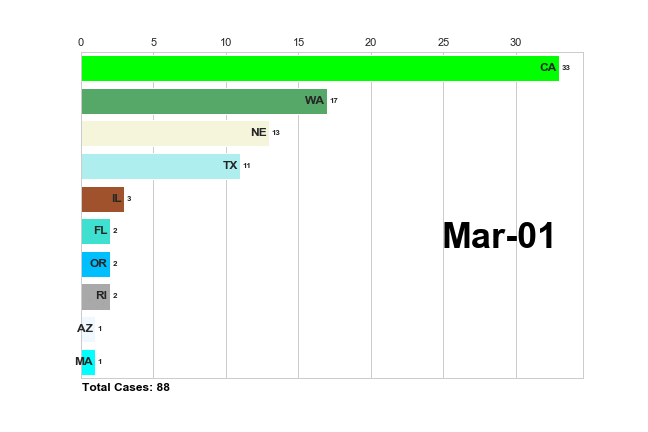 0 5 10 15 20 25 30
CA 33
WA 17
NE 13
TX 11
IL 3
FL 2
Mar-01
OR 2
RI 2
AZ 1
MA 1
Total Cases: 88